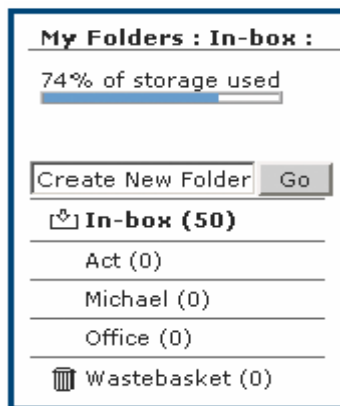 My Folders : In-box :
74% of storage used
Create New Folder Go
In-box (50)
Act (0)
Michael (0)
Office (0)
Wastebasket (0)